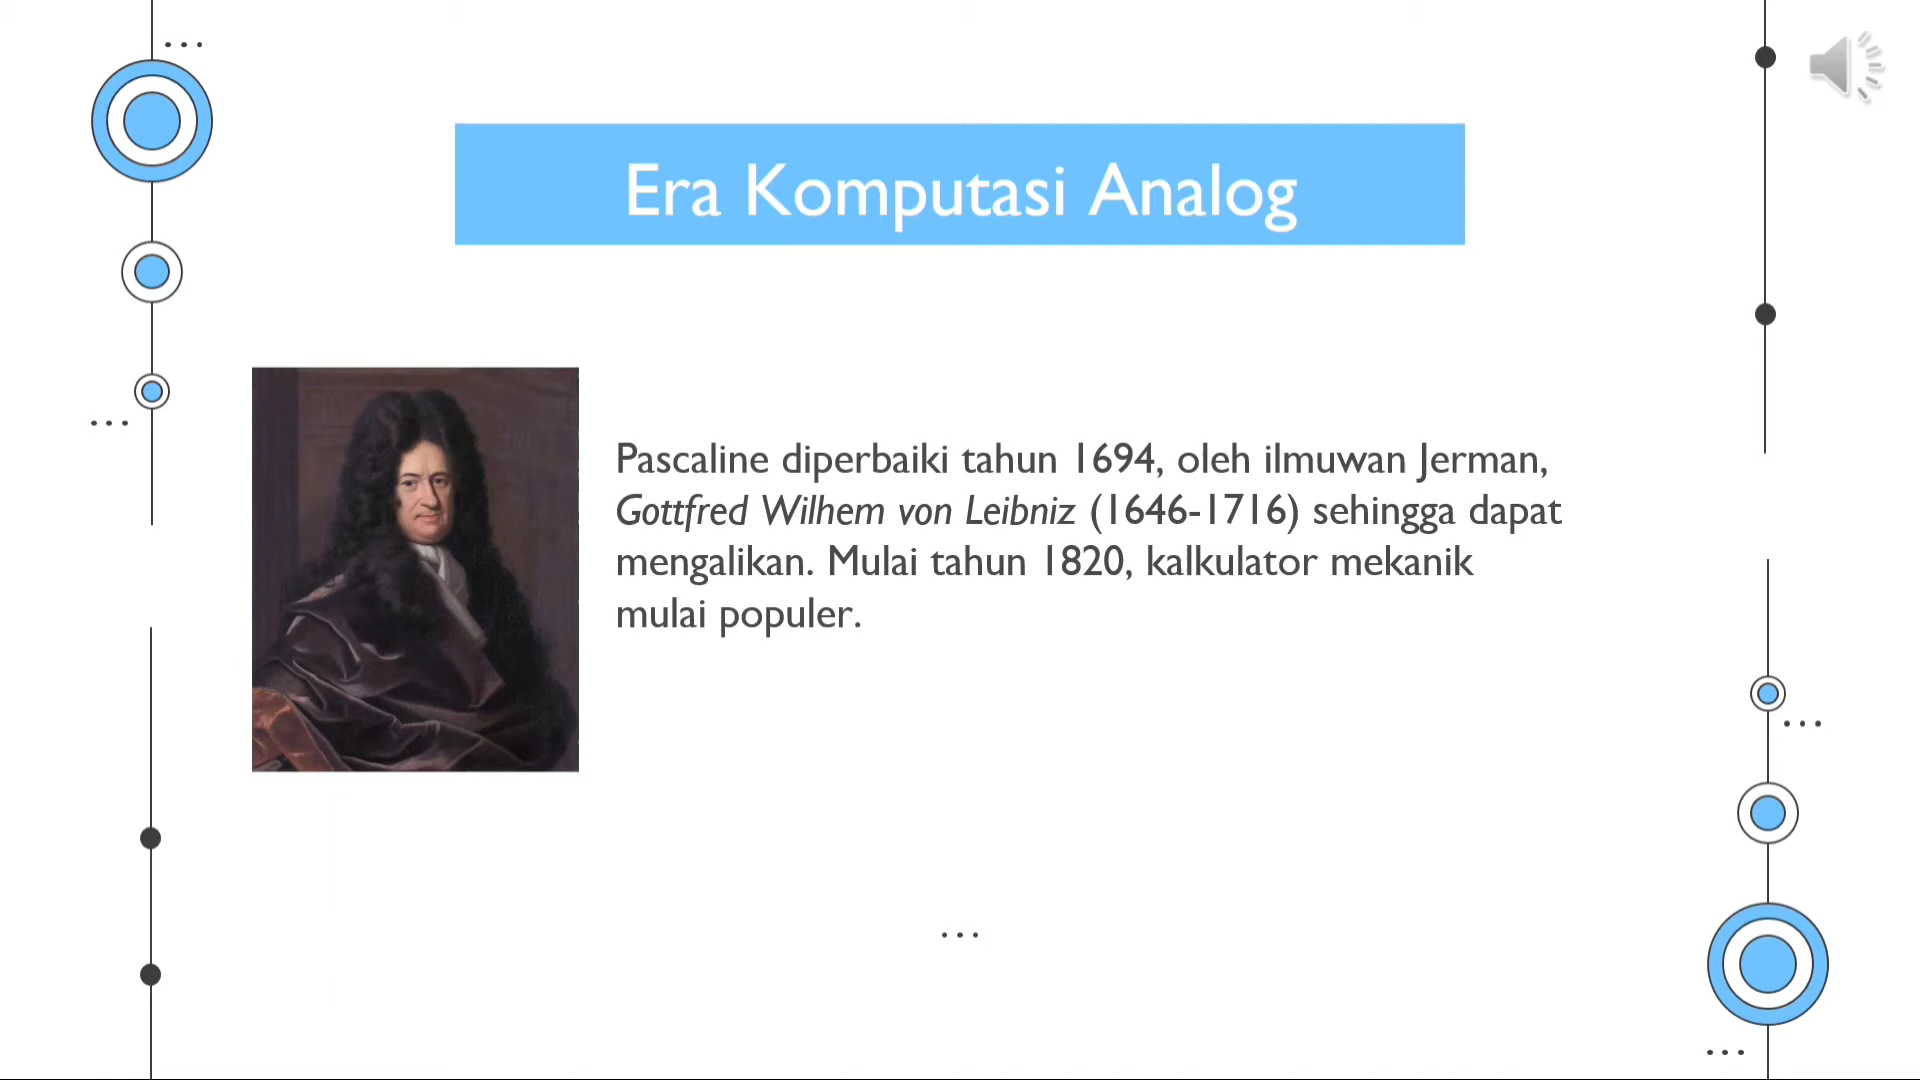 Era Komputasi Analog
Pascaline diperbaiki tahun 1694, oleh ilmuwan Jerman,
Gottfred Wilhem von Leibniz (1646-1716) sehingga dapat
mengalikan. Mulai tahun 1820, kalkulator mekanik
mulai populer.